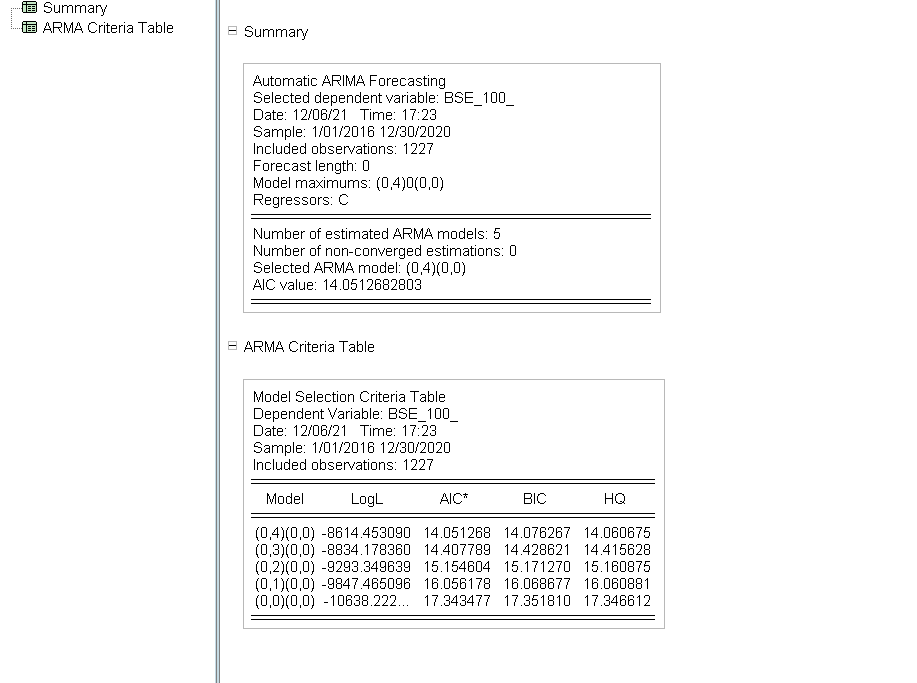 Summary
ARMA Criteria Table
Summary
Automatic ARIMA Forecasting
Selected dependent variable: BSE_100_
Date: 12/06/21   Time: 17:23
Sample: 1/01/2016 12/30/2020
Included observations: 1227
Forecast length: 0
Model maximums: (0,4)0(0,0)
Regressors: C
Number of estimated ARMA models: 5
Number of non-converged estimations: 0
Selected ARMA model: (0,4)(0,0)
AIC value: 14.0512682803
ARMA Criteria Table
Model Selection Criteria Table
Dependent Variable: BSE_100_
Date: 12/06/21   Time: 17:23
Sample: 1/01/2016 12/30/2020
Included observations: 1227
Model LogL AIC* BIC HQ
(0,4)(0,0) -8614.453090 14.051268 14.076267 14.060675
(0,3)(0,0) -8834.178360 14.407789 14.428621 14.415628
(0,2)(0,0) -9293.349639 15.154604 15.171270 15.160875
(0,1)(0,0) -9847.465096 16.056178 16.068677 16.060881
(0,0)(0,0) -10638.222... 17.343477 17.351810 17.346612